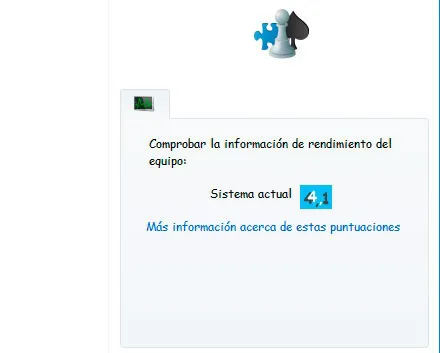 Comprobar la información de rendimiento del
equipo:
Sistema actual 4,1
Más información acerca de estas puntuaciones